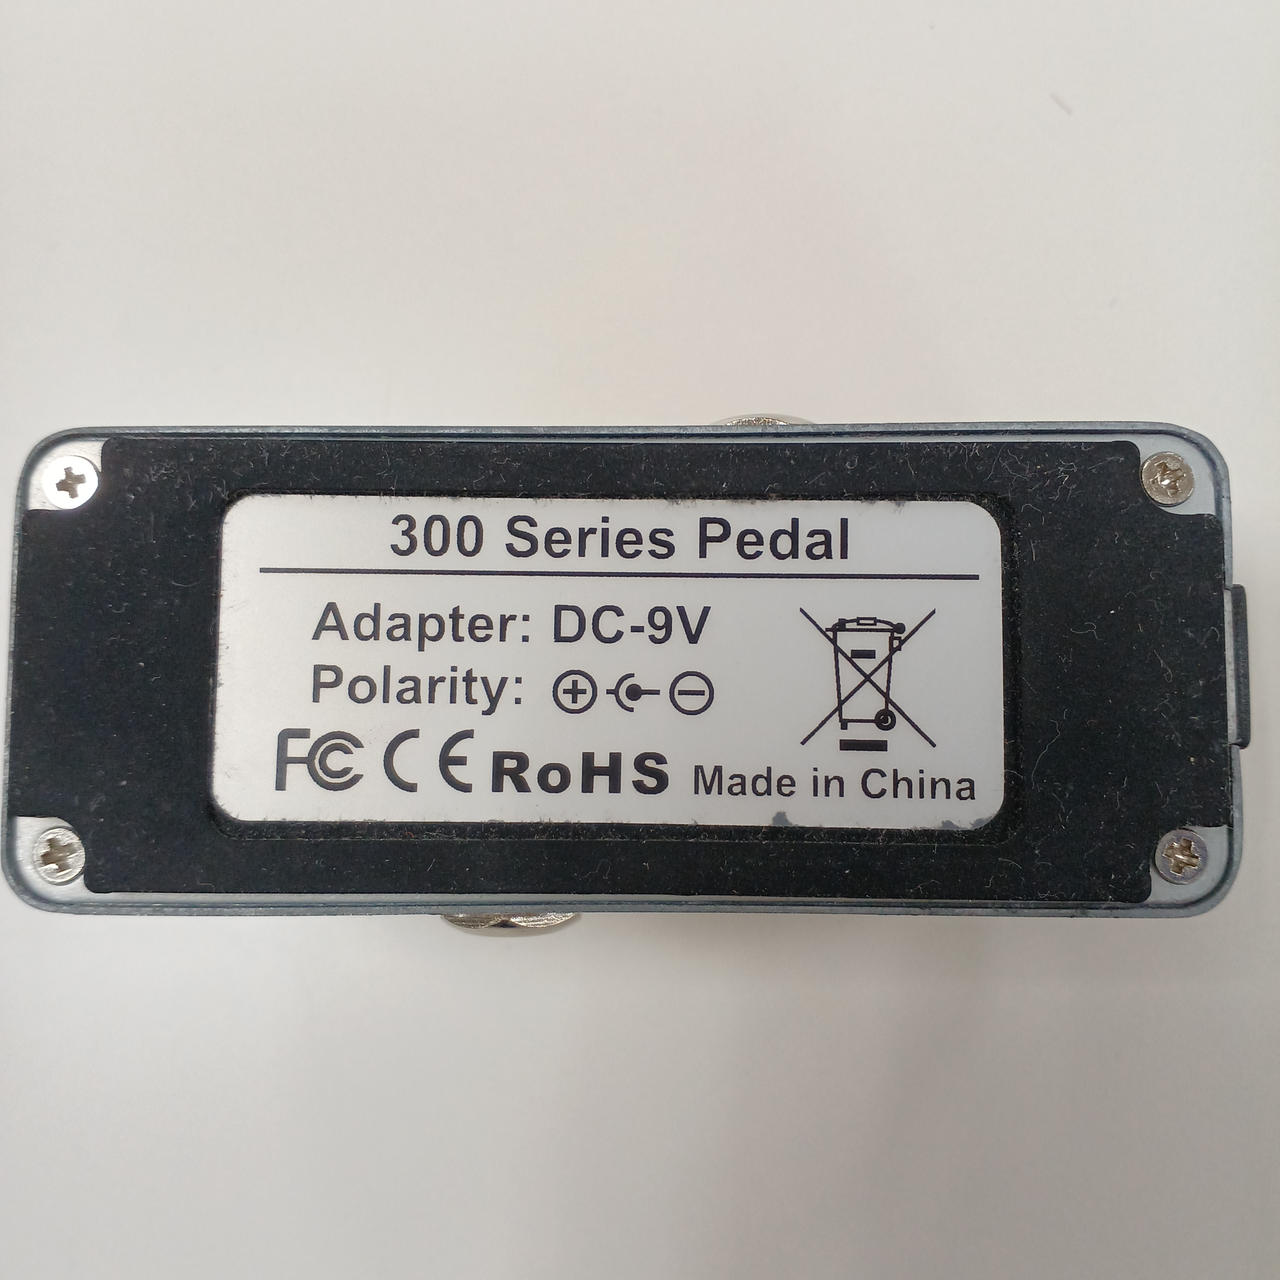 300 Series Pedal
Adapter: DC-9V
Polarity: + −
FC CE RoHS Made in China